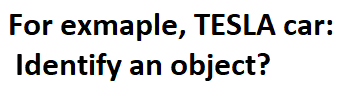 For exmaple, TESLA car:
Identify an object?